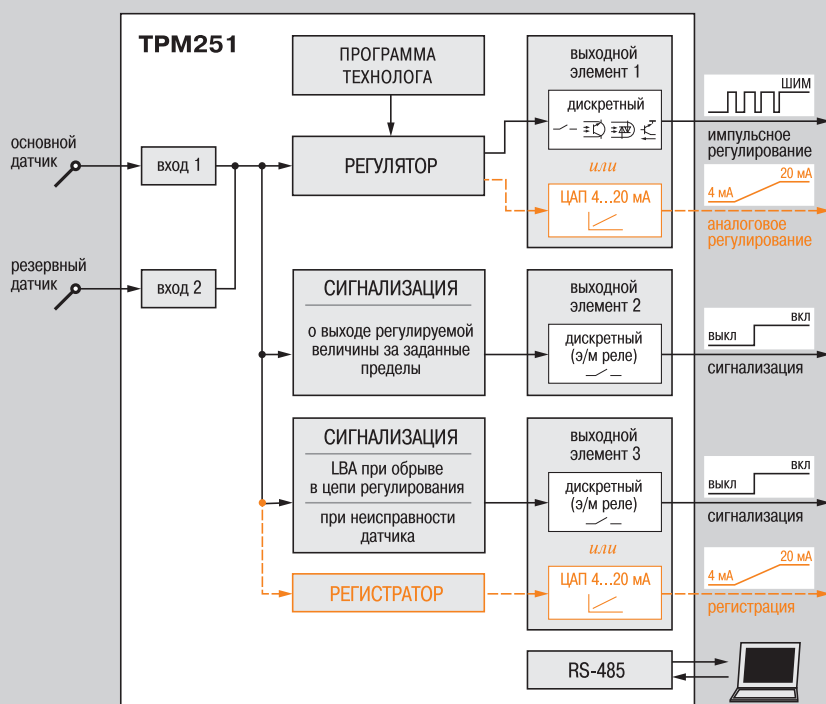 ТРМ251
ПРОГРАММА
ТЕХНОЛОГА
выходной
элемент 1
дискретный
ШИМ
импульсное
регулирование
основной
датчик
вход 1
РЕГУЛЯТОР
или
ЦАП 4...20 мА
4 мА
20 мА
аналоговое
регулирование
резервный
датчик
вход 2
СИГНАЛИЗАЦИЯ
о выходе регулируемой
величины за заданные
пределы
выходной
элемент 2
дискретный
(э/м реле)
выкл
вкл
сигнализация
СИГНАЛИЗАЦИЯ
LBA при обрыве
в цепи регулирования
при неисправности
датчика
выходной
элемент 3
дискретный
(э/м реле)
выкл
вкл
сигнализация
или
РЕГИСТРАТОР
ЦАП 4...20 мА
4 мА
20 мА
регистрация
RS-485